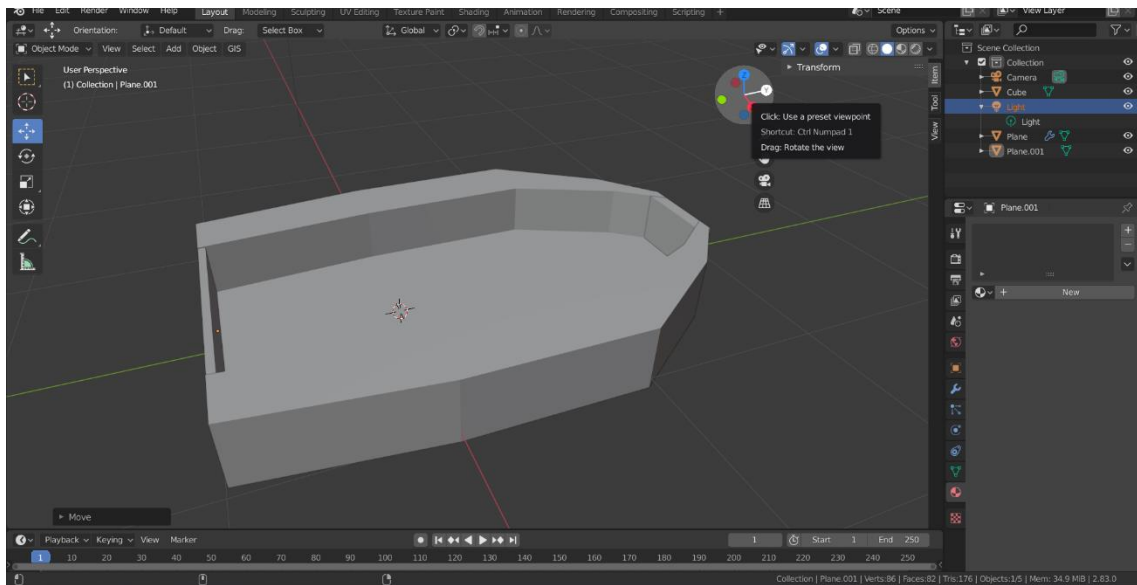 File Edit Render Window Help Layout Modeling Sculpting UV Editing Texture Paint Shading Animation Rendering Compositing Scripting + Scene View Layer
Orientation: Default Drag: Select Box Global Options
Object Mode View Select Add Object GIS
User Perspective
(1) Collection | Plane.001
Transform
Item
Tool
View
Z
Y
Click: Use a preset viewpoint
Shortcut: Ctrl Numpad 1
Drag: Rotate the view
Scene Collection
Collection
Camera
Cube
Light
Light
Plane
Plane.001
Plane.001
+ New
Move
Playback Keying View Marker 1 Start 1 End 250
1 10 20 30 40 50 60 70 80 90 100 110 120 130 140 150 160 170 180 190 200 210 220 230 240 250
Collection | Plane.001 | Verts:86 | Faces:82 | Tris:176 | Objects:1/5 | Mem: 34.9 MiB | 2.83.0